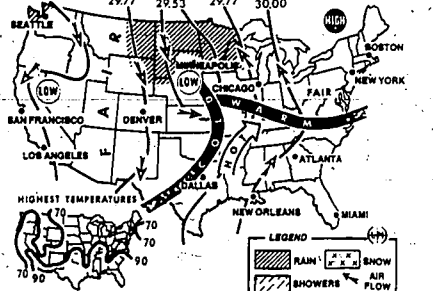 29.77 29.53 29.77 30.00
SEATTLE
HIGH
R
MINNEAPOLIS
BOSTON
LOW
LOW
CHICAGO
NEW YORK
I
FAIR
WARM
SAN FRANCISCO
A
DENVER
COLD
LOS ANGELES
F
HOT
ATLANTA
HIGHEST TEMPERATURES
DALLAS
NEW ORLEANS
MIAMI
70
70
70
90
70 90
LEGEND
RAIN
SNOW
SHOWERS
AIR
FLOW